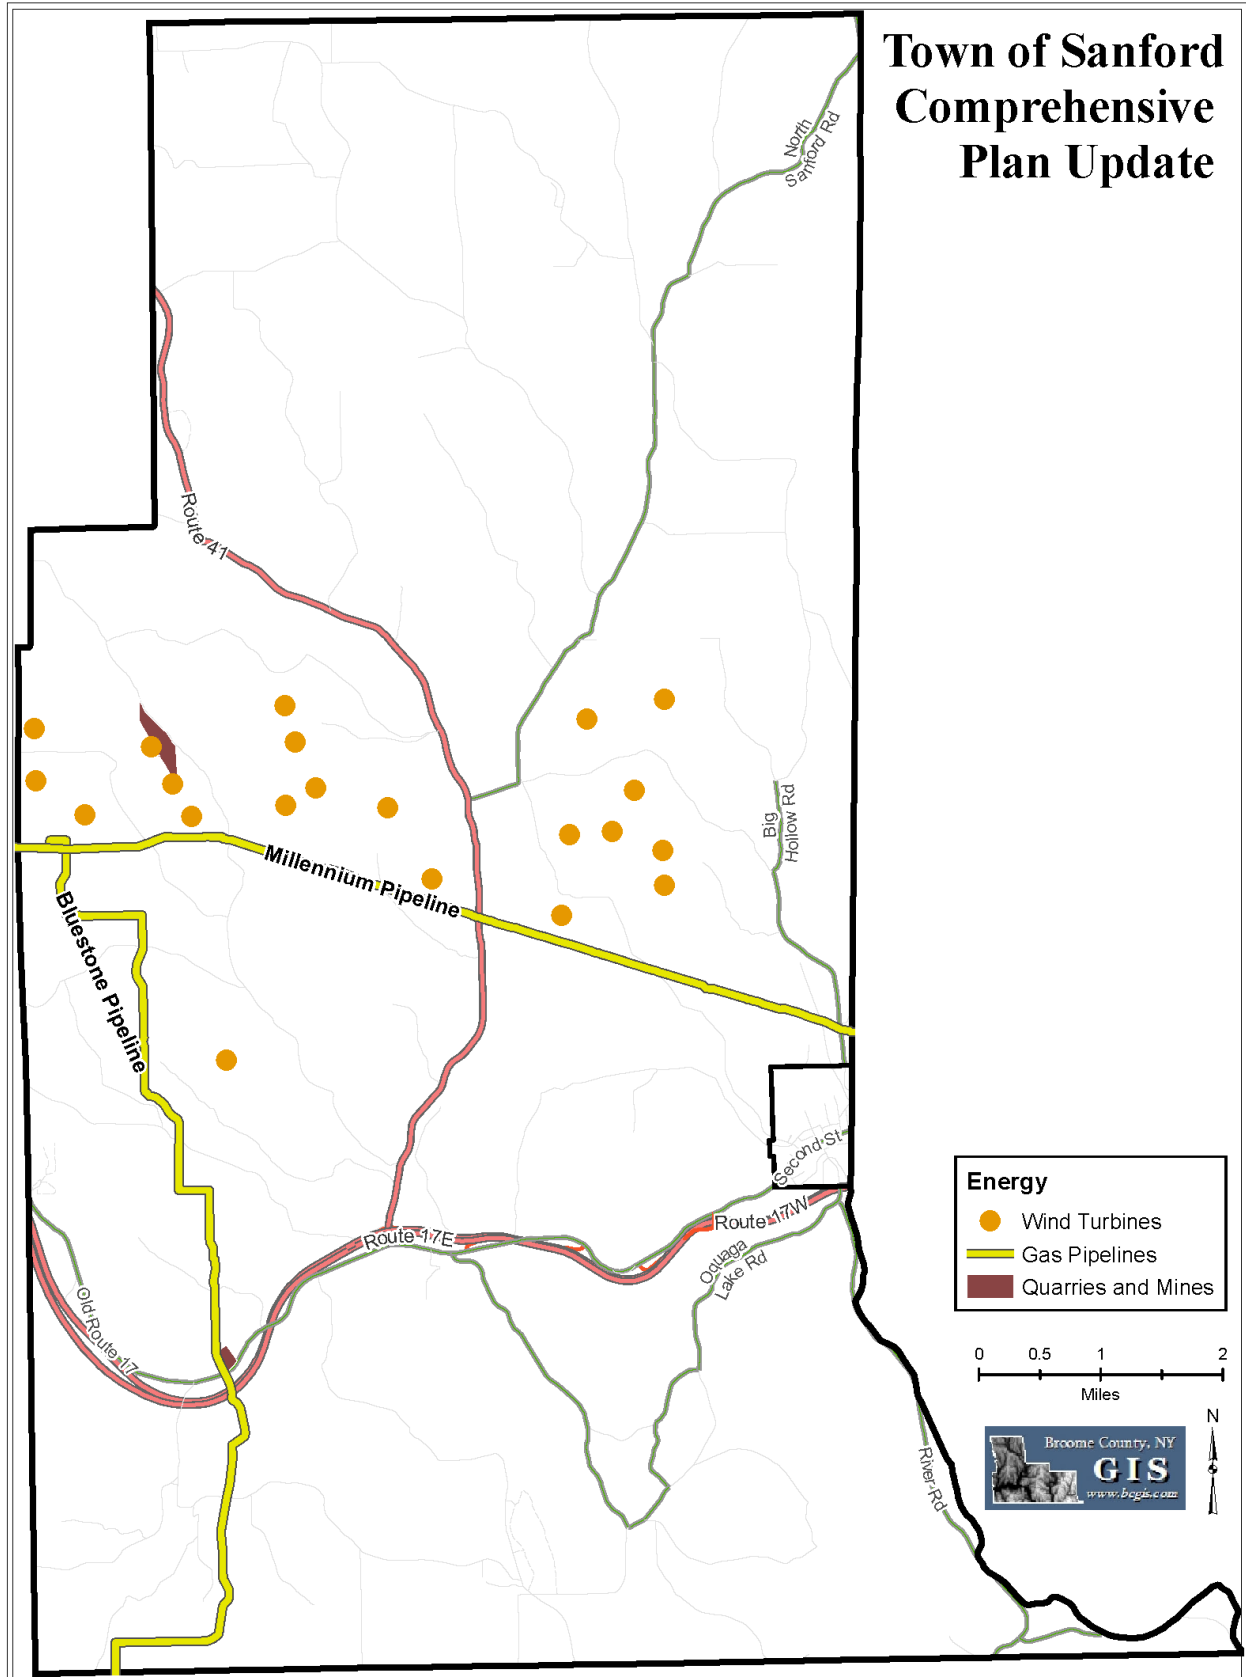 Town of Sanford
Comprehensive
Plan Update
North
Sanford Rd
Route 41
Big
Hollow Rd
Millennium Pipeline
Bluestone Pipeline
Second St
Route 17W
Route 17E
Oquaga
Lake Rd
Old Route 17
River Rd
Energy
Wind Turbines
Gas Pipelines
Quarries and Mines
0 0.5 1 2
Miles
N
Broome County, NY
GIS
www.bcgis.com